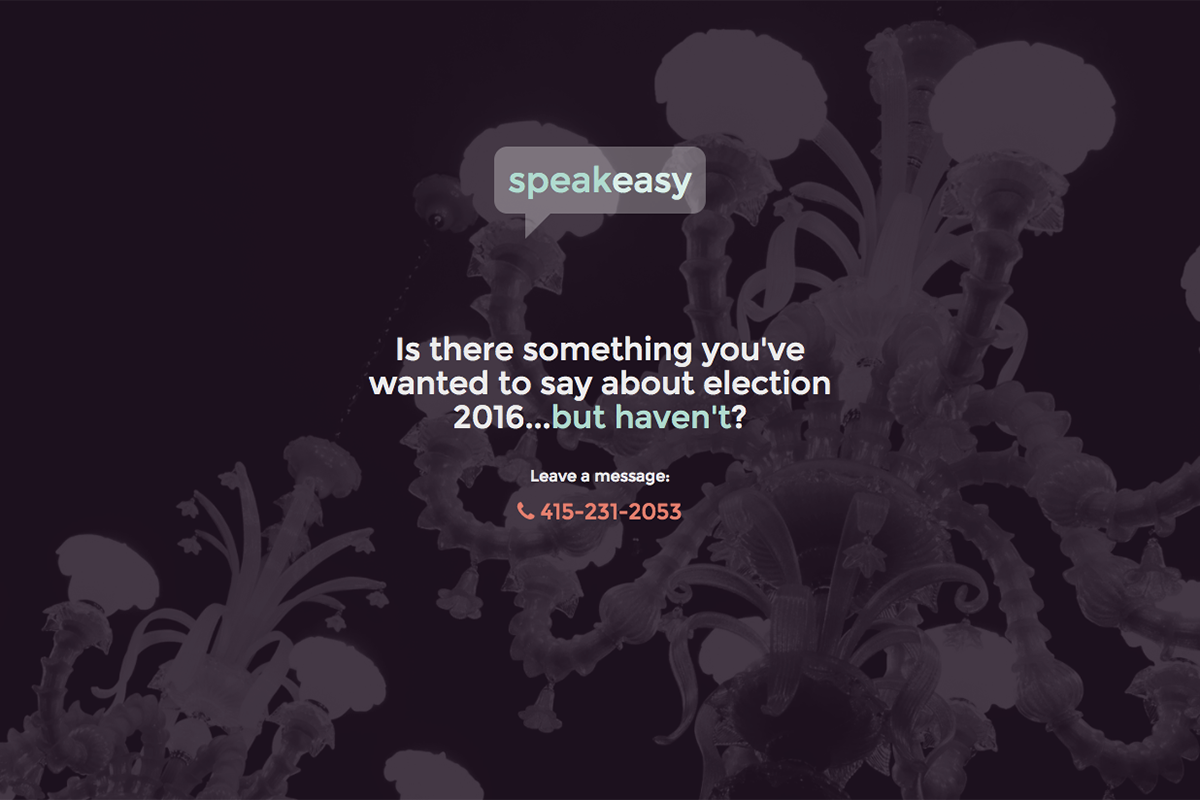 speakeasy
Is there something you've
wanted to say about election
2016...but haven't?
Leave a message:
415-231-2053